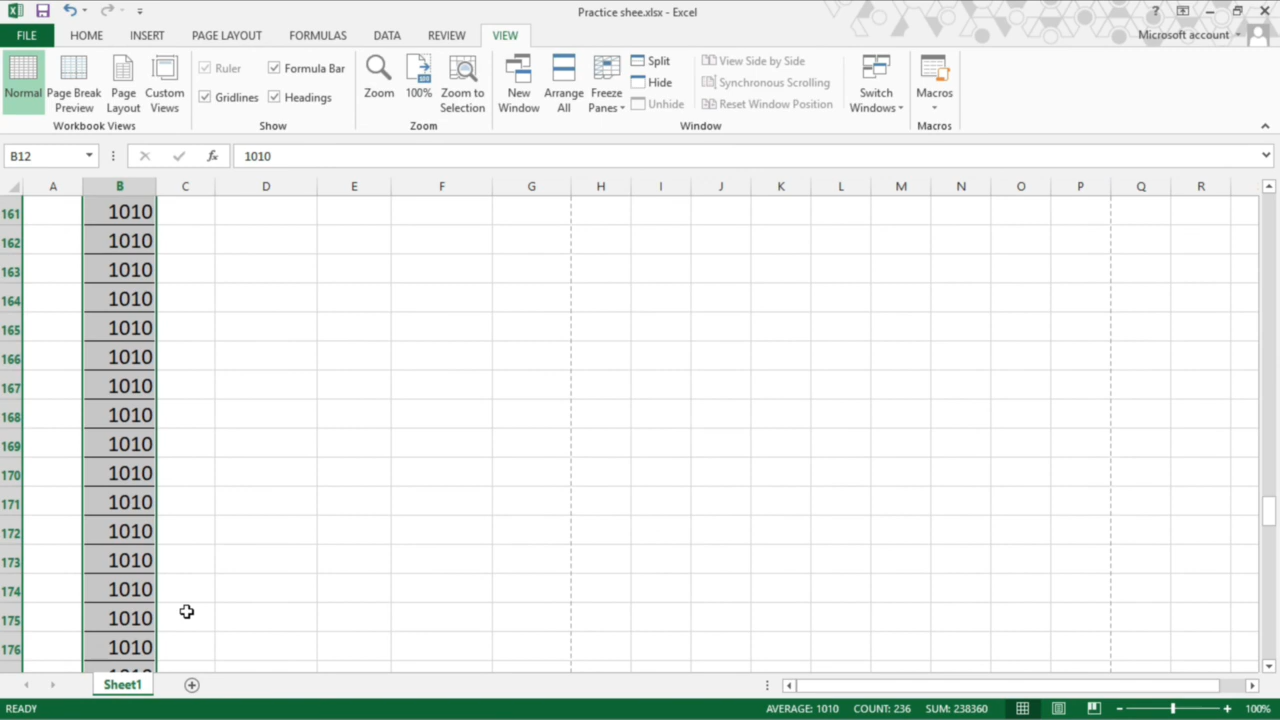 Practice shee.xlsx - Excel
?
FILE HOME INSERT PAGE LAYOUT FORMULAS DATA REVIEW VIEW Microsoft account
Normal Page Break Preview Page Layout Custom Views
Workbook Views
Ruler Formula Bar
Gridlines Headings
Show
Zoom 100% Zoom to Selection
Zoom
New Window Arrange All Freeze Panes
Split
Hide
Unhide
View Side by Side
Synchronous Scrolling
Reset Window Position
Switch Windows
Window
Macros
Macros
B12 fx 1010
A B C D E F G H I J K L M N O P Q R
161 1010
162 1010
163 1010
164 1010
165 1010
166 1010
167 1010
168 1010
169 1010
170 1010
171 1010
172 1010
173 1010
174 1010
175 1010
176 1010
Sheet1
READY AVERAGE: 1010 COUNT: 236 SUM: 238360 100%